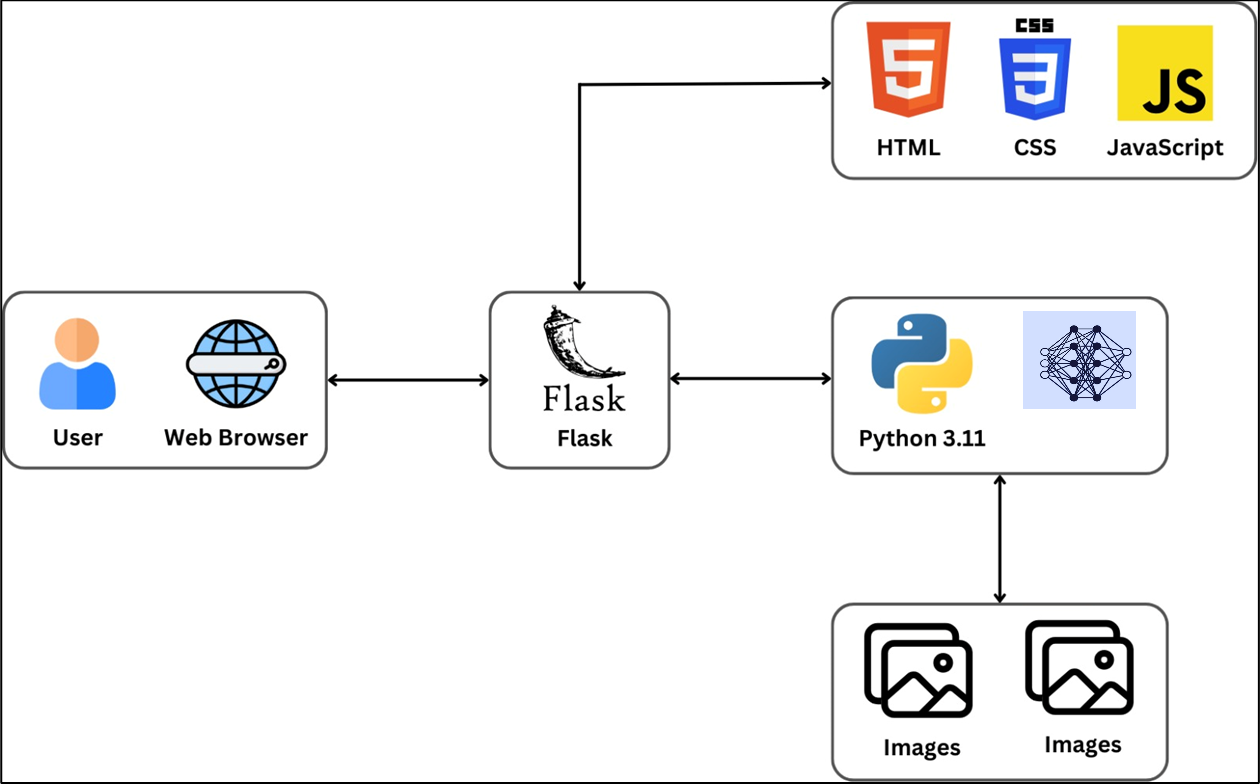 CSS
5
3
JS
HTML
CSS
JavaScript
Flask
User
Web Browser
Flask
Python 3.11
Images
Images